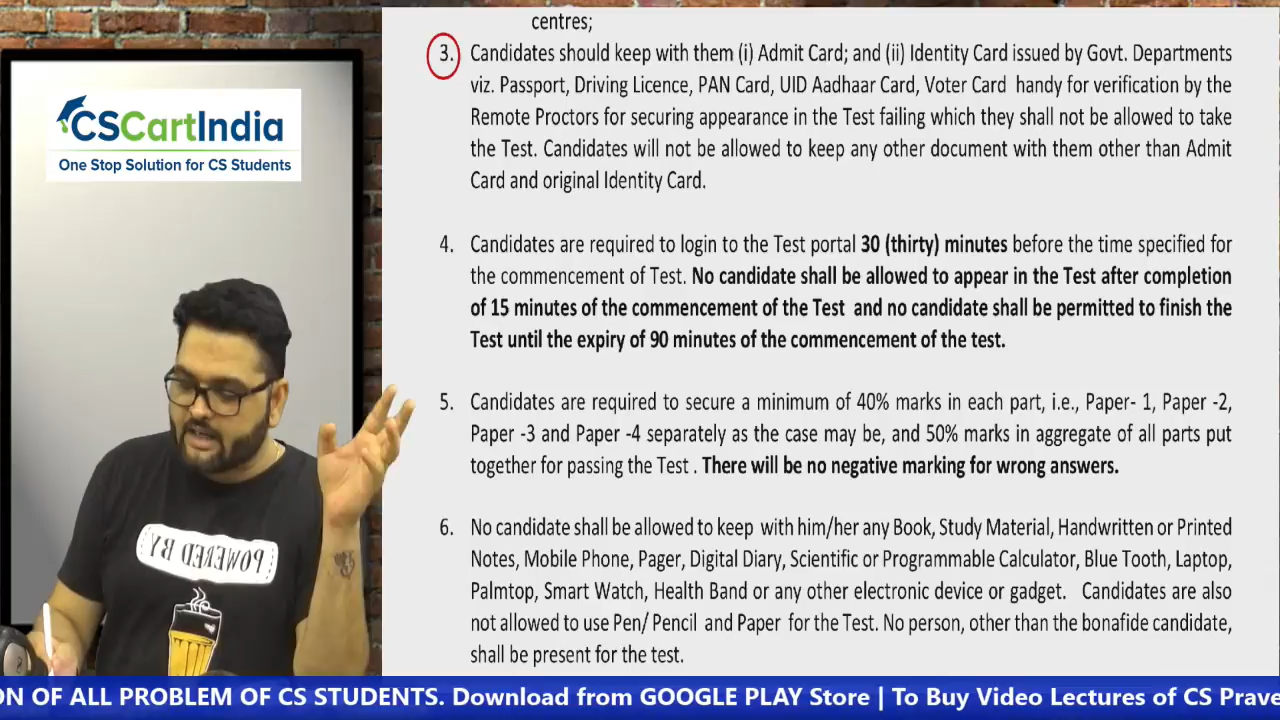 centres;
3. Candidates should keep with them (i) Admit Card; and (ii) Identity Card issued by Govt. Departments
viz. Passport, Driving Licence, PAN Card, UID Aadhaar Card, Voter Card handy for verification by the
Remote Proctors for securing appearance in the Test failing which they shall not be allowed to take
the Test. Candidates will not be allowed to keep any other document with them other than Admit
Card and original Identity Card.
4. Candidates are required to login to the Test portal 30 (thirty) minutes before the time specified for
the commencement of Test. No candidate shall be allowed to appear in the Test after completion
of 15 minutes of the commencement of the Test and no candidate shall be permitted to finish the
Test until the expiry of 90 minutes of the commencement of the test.
5. Candidates are required to secure a minimum of 40% marks in each part, i.e., Paper- 1, Paper -2,
Paper -3 and Paper -4 separately as the case may be, and 50% marks in aggregate of all parts put
together for passing the Test . There will be no negative marking for wrong answers.
6. No candidate shall be allowed to keep with him/her any Book, Study Material, Handwritten or Printed
Notes, Mobile Phone, Pager, Digital Diary, Scientific or Programmable Calculator, Blue Tooth, Laptop,
Palmtop, Smart Watch, Health Band or any other electronic device or gadget. Candidates are also
not allowed to use Pen/ Pencil and Paper for the Test. No person, other than the bonafide candidate,
shall be present for the test.
CSCartIndia
One Stop Solution for CS Students
POWERED BY
ON OF ALL PROBLEM OF CS STUDENTS. Download from GOOGLE PLAY Store | To Buy Video Lectures of CS Prave